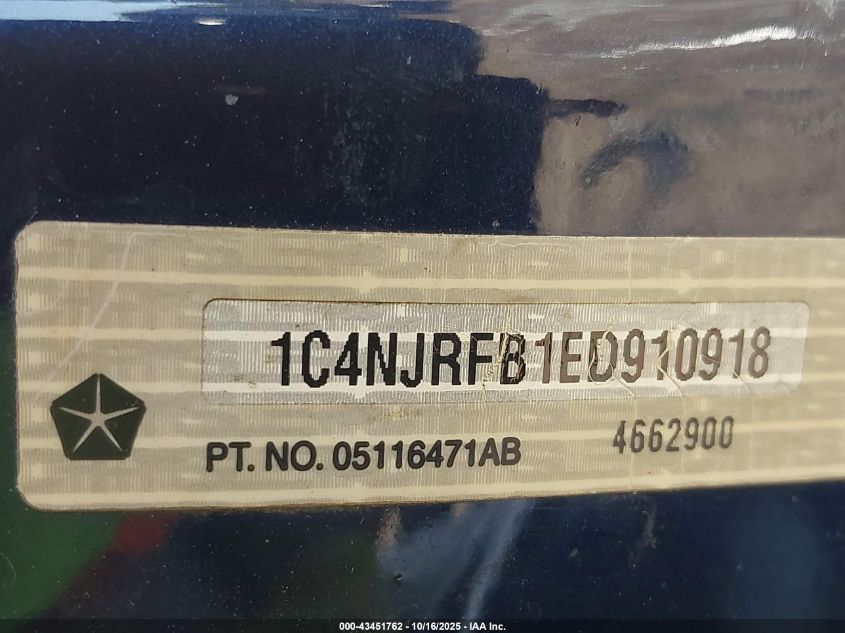 1C4NJRFB1ED910918
PT. NO. 05116471AB 4662900
000-43451762 - 10/16/2025 - IAA Inc.